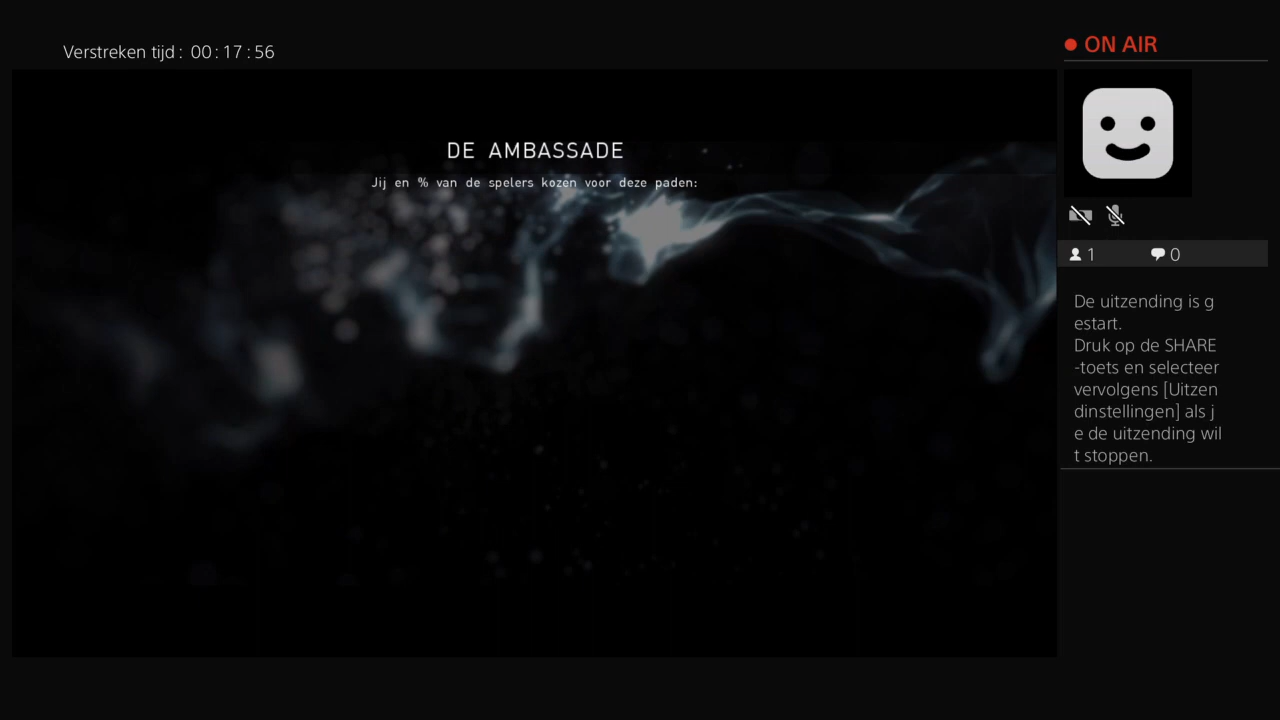 Verstreken tijd : 00 : 17 : 56
ON AIR
DE AMBASSADE
Jij en % van de spelers kozen voor deze paden:
1 0
De uitzending is g
estart.
Druk op de SHARE
-toets en selecteer
vervolgens [Uitzen
dinstellingen] als j
e de uitzending wil
t stoppen.